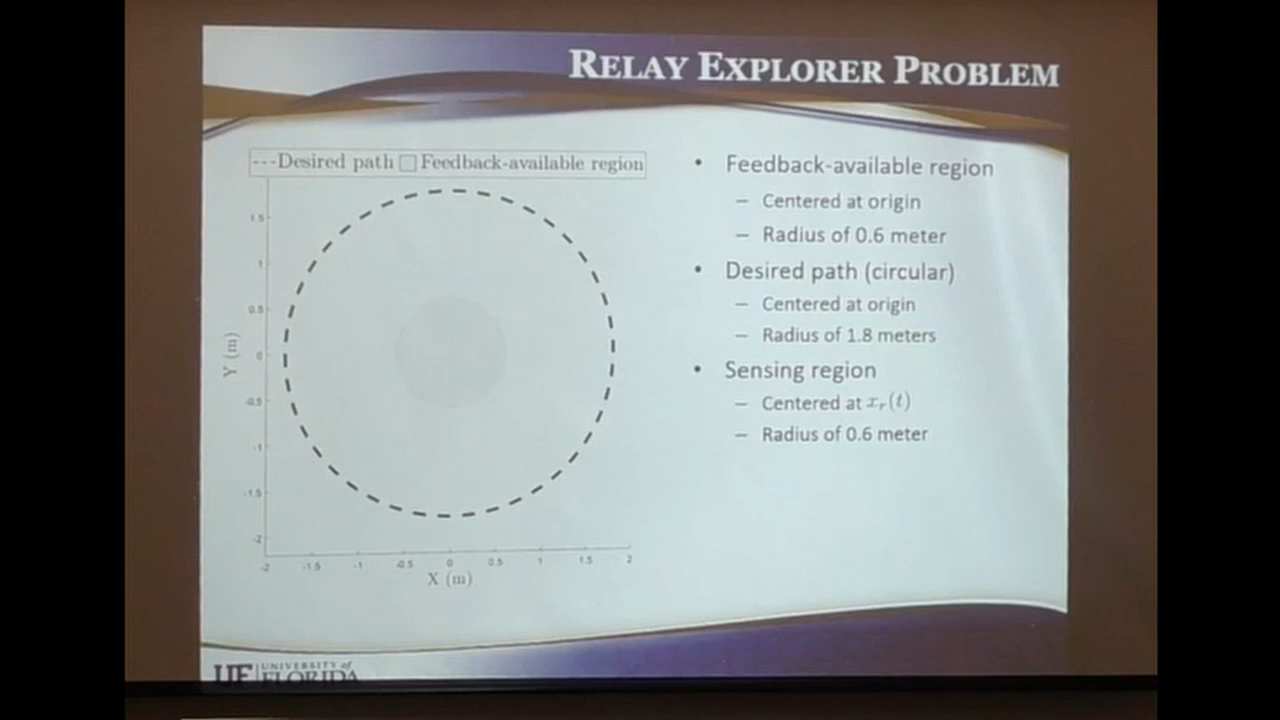 RELAY EXPLORER PROBLEM
---Desired path Feedback-available region
1.5
1
0.5
0
-0.5
-1
-1.5
-2
Y (m)
-2 -1.5 -1 -0.5 0 0.5 1 1.5 2
X (m)
• Feedback-available region
– Centered at origin
– Radius of 0.6 meter
• Desired path (circular)
– Centered at origin
– Radius of 1.8 meters
• Sensing region
– Centered at xᵣ(t)
– Radius of 0.6 meter
UF UNIVERSITY of
FLORIDA